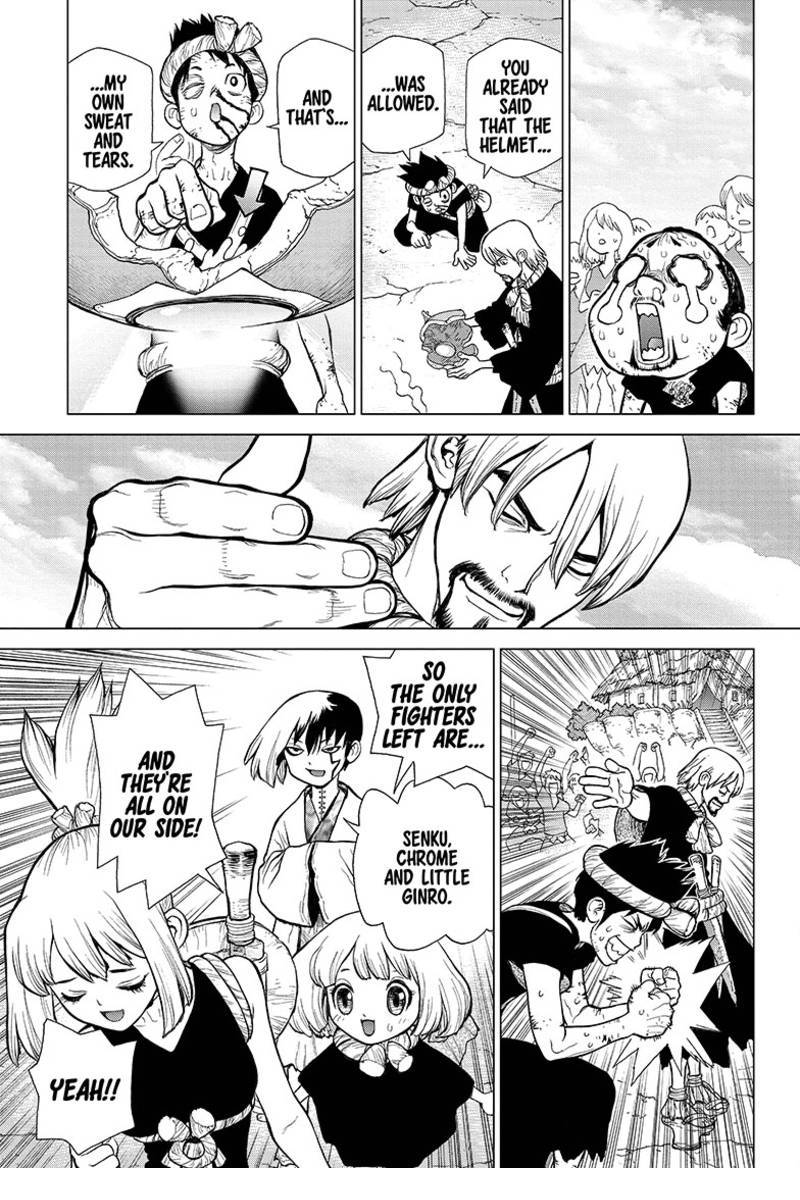 YOU
ALREADY
SAID
THAT THE
HELMET...
...WAS
ALLOWED.
AND
THAT'S...
...MY
OWN
SWEAT
AND
TEARS.
SO
THE ONLY
FIGHTERS
LEFT ARE...
SENKU,
CHROME
AND LITTLE
GINRO.
AND
THEY'RE
ALL ON
OUR SIDE!
YEAH!!